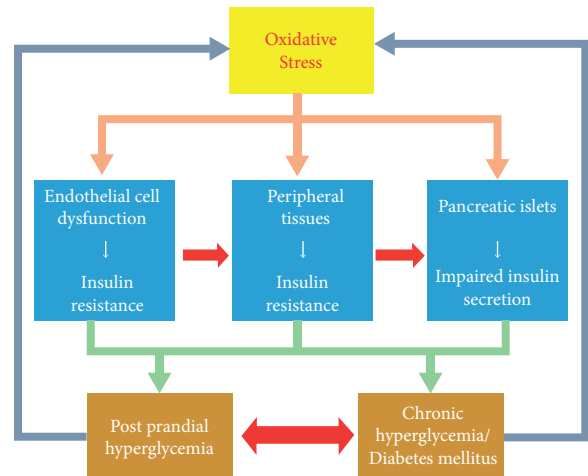 Oxidative
Stress
Endothelial cell
dysfunction
↓
Insulin
resistance
Peripheral
tissues
↓
Insulin
resistance
Pancreatic islets
↓
Impaired insulin
secretion
Post prandial
hyperglycemia
Chronic
hyperglycemia/
Diabetes mellitus